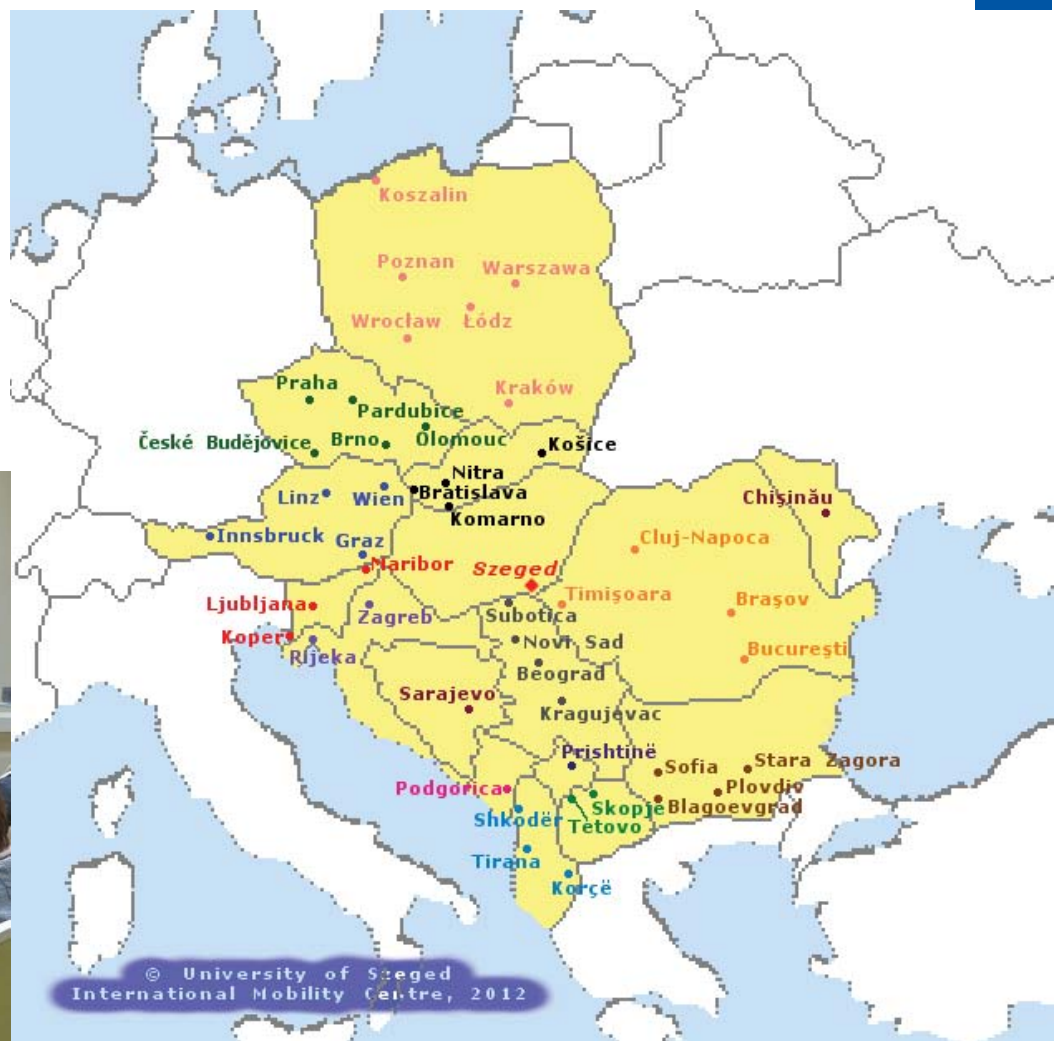 Koszalin
Poznan
Warszawa
Wrocław
Łódz
Kraków
Praha
Pardubice
České Budějovice
Brno
Olomouc
Košice
Nitra
Linz
Wien
Bratislava
Komarno
Chişinău
Innsbruck
Graz
Cluj-Napoca
Maribor
Szeged
Timişoara
Ljubljana
Zagreb
Subotica
Braşov
Koper
Rijeka
Novi Sad
Bucureşti
Beograd
Sarajevo
Kragujevac
Prishtinë
Sofia
Stara Zagora
Podgorica
Plovdiv
Skopje
Blagoevgrad
Shkodër
Tetovo
Tirana
Korçë
© University of Szeged
International Mobility Centre, 2012